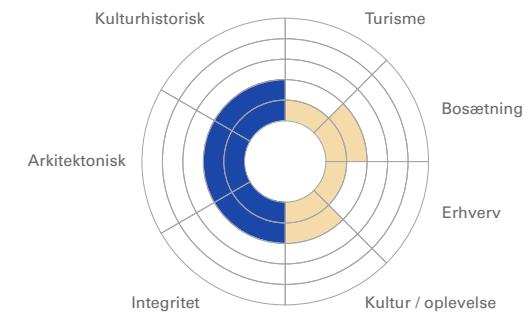 Kulturhistorisk
Turisme
Bosætning
Arkitektonisk
Erhverv
Integritet
Kultur / oplevelse